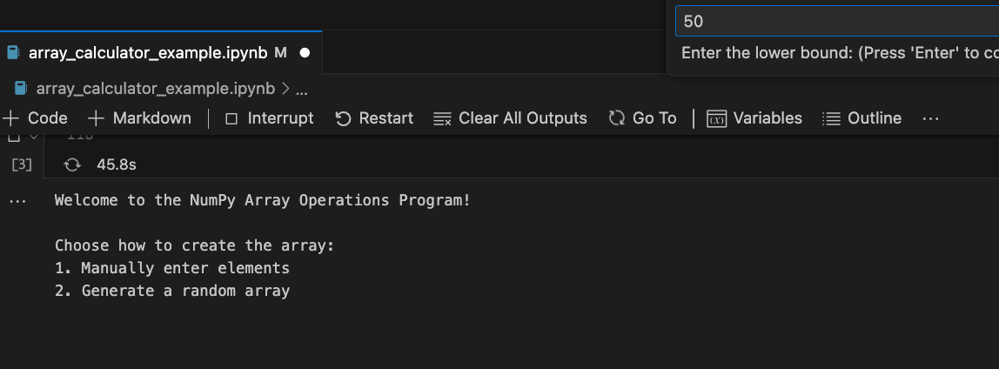 50
Enter the lower bound: (Press 'Enter' to
array_calculator_example.ipynb M
array_calculator_example.ipynb > ...
+ Code + Markdown | Interrupt Restart Clear All Outputs Go To | (x) Variables Outline ...
[3] 45.8s
... Welcome to the NumPy Array Operations Program!
Choose how to create the array:
1. Manually enter elements
2. Generate a random array